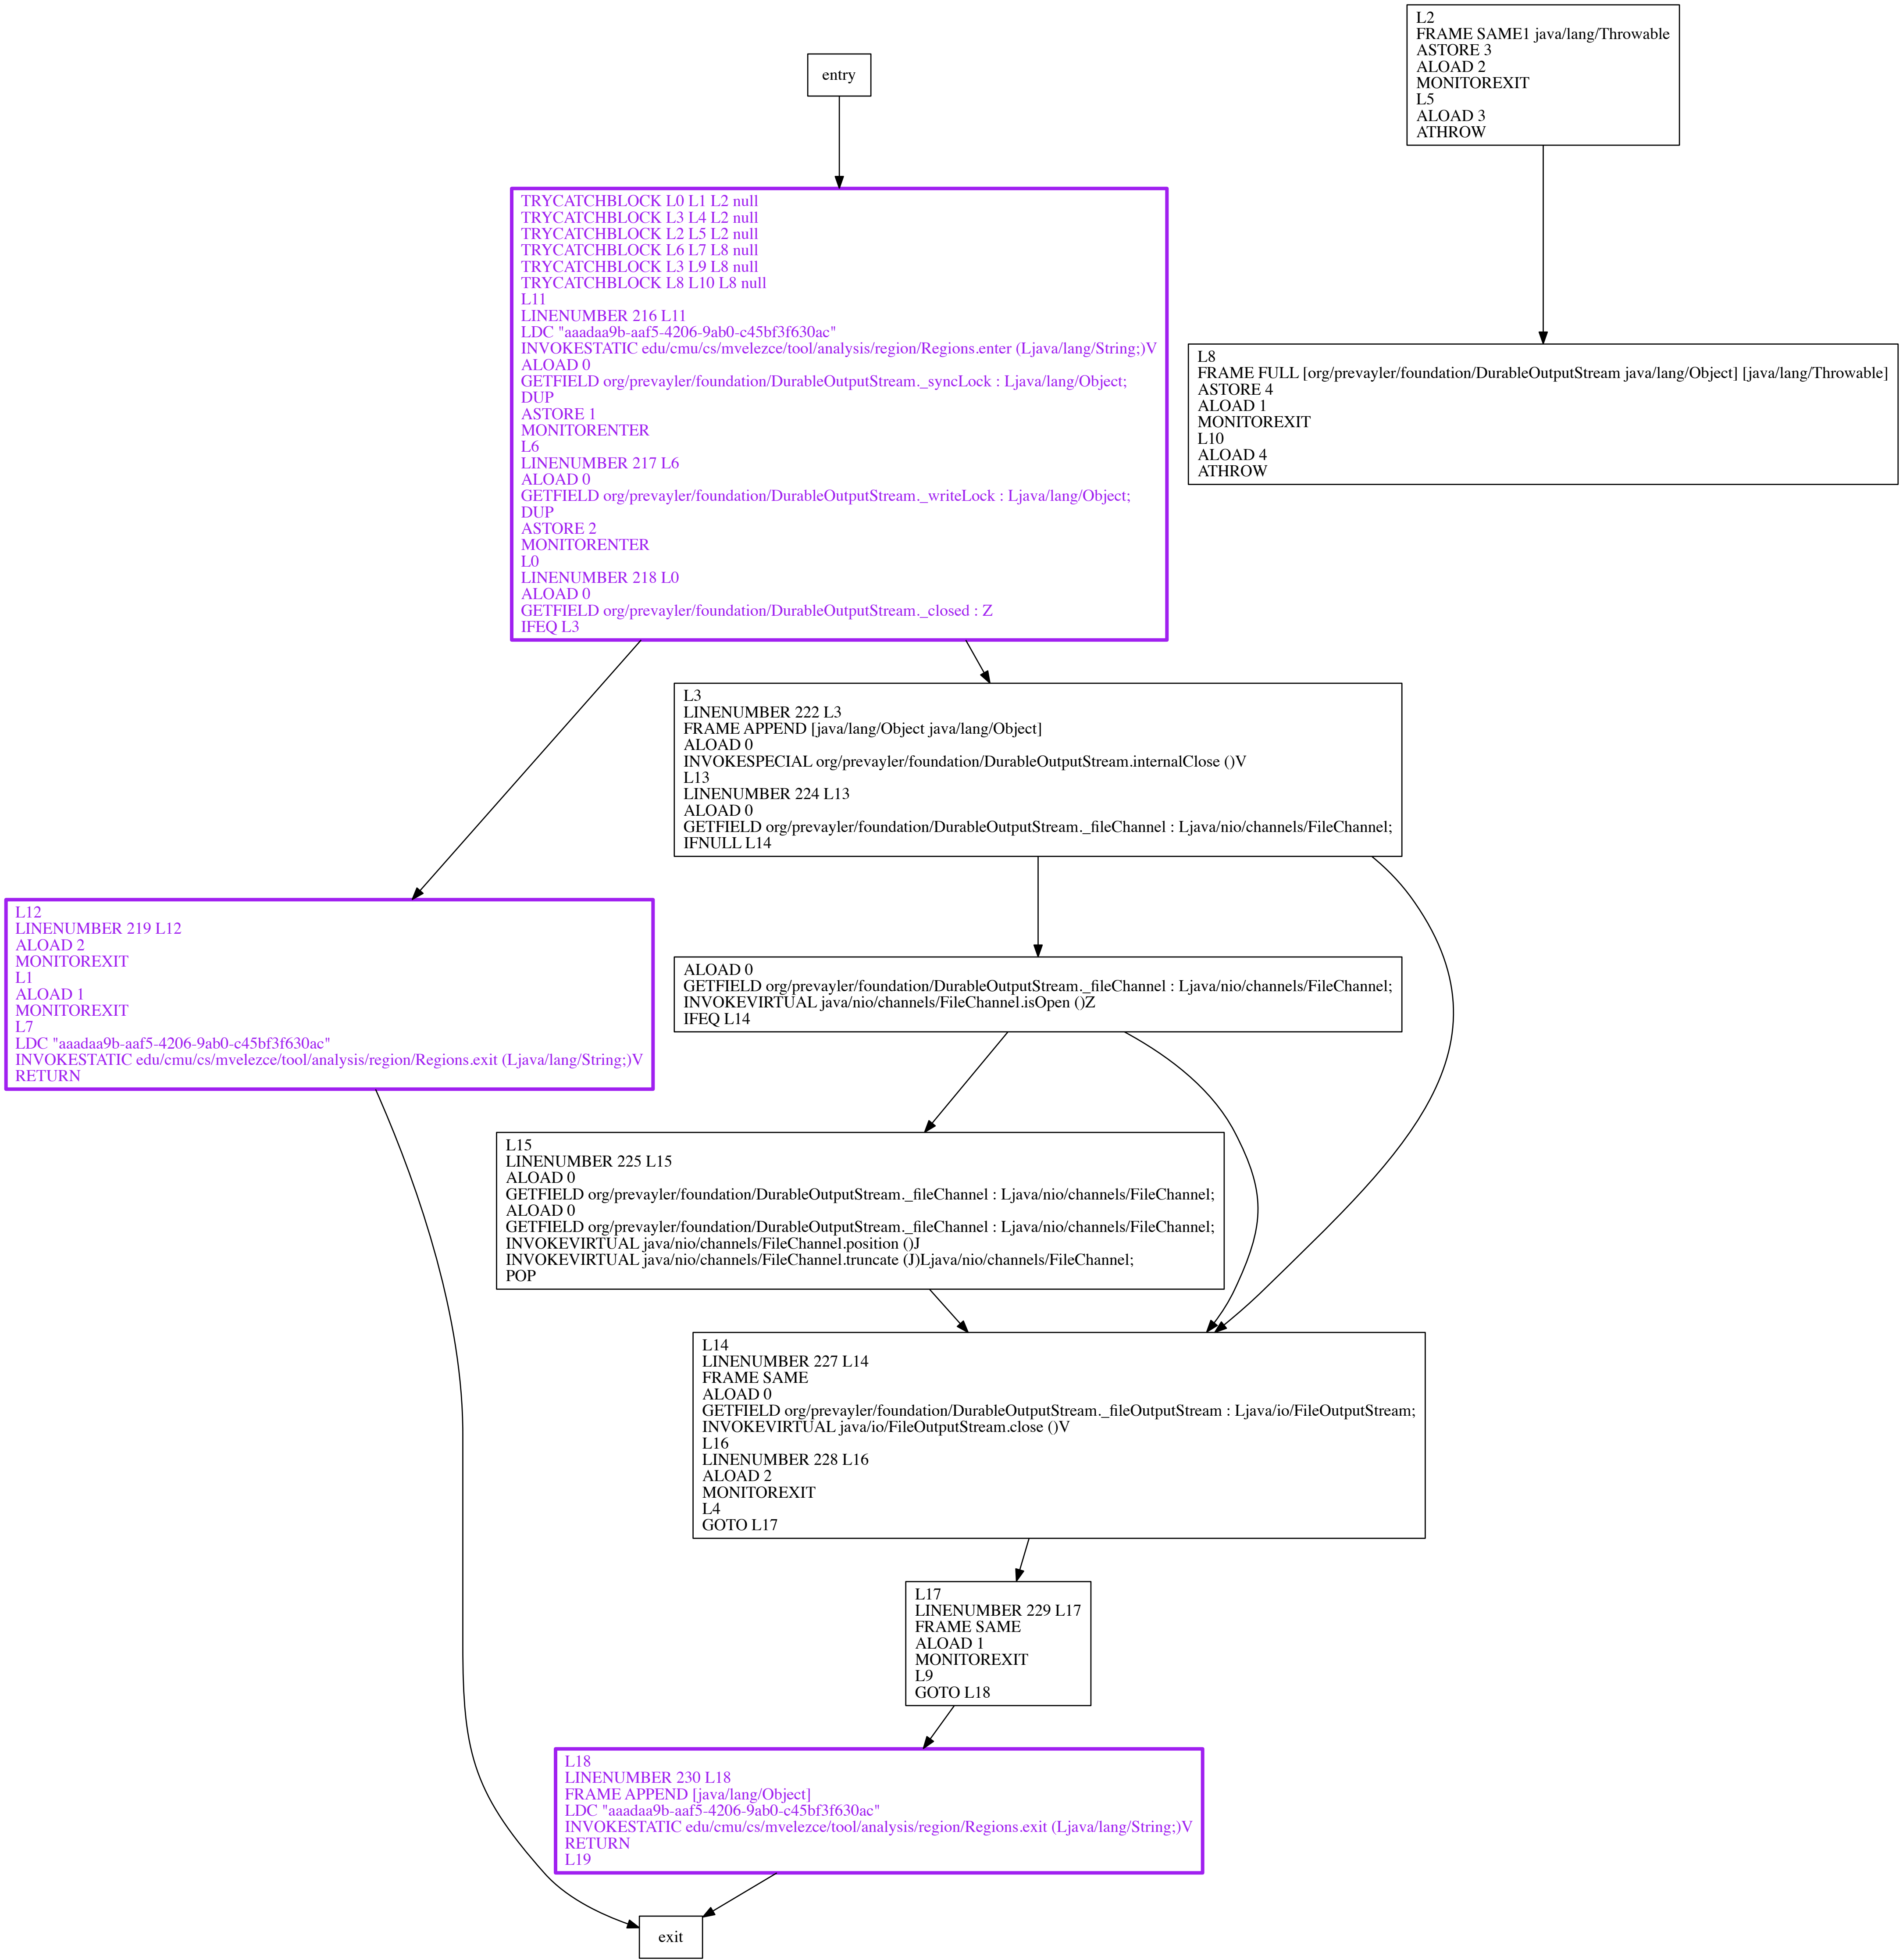 entry
L2
FRAME SAME1 java/lang/Throwable
ASTORE 3
ALOAD 2
MONITOREXIT
L5
ALOAD 3
ATHROW
TRYCATCHBLOCK L0 L1 L2 null
TRYCATCHBLOCK L3 L4 L2 null
TRYCATCHBLOCK L2 L5 L2 null
TRYCATCHBLOCK L6 L7 L8 null
TRYCATCHBLOCK L3 L9 L8 null
TRYCATCHBLOCK L8 L10 L8 null
L11
LINENUMBER 216 L11
LDC "aaadaa9b-aaf5-4206-9ab0-c45bf3f630ac"
INVOKESTATIC edu/cmu/cs/mvelezce/tool/analysis/region/Regions.enter (Ljava/lang/String;)V
ALOAD 0
GETFIELD org/prevayler/foundation/DurableOutputStream._syncLock : Ljava/lang/Object;
DUP
ASTORE 1
MONITORENTER
L6
LINENUMBER 217 L6
ALOAD 0
GETFIELD org/prevayler/foundation/DurableOutputStream._writeLock : Ljava/lang/Object;
DUP
ASTORE 2
MONITORENTER
L0
LINENUMBER 218 L0
ALOAD 0
GETFIELD org/prevayler/foundation/DurableOutputStream._closed : Z
IFEQ L3
L8
FRAME FULL [org/prevayler/foundation/DurableOutputStream java/lang/Object] [java/lang/Throwable]
ASTORE 4
ALOAD 1
MONITOREXIT
L10
ALOAD 4
ATHROW
L3
LINENUMBER 222 L3
FRAME APPEND [java/lang/Object java/lang/Object]
ALOAD 0
INVOKESPECIAL org/prevayler/foundation/DurableOutputStream.internalClose ()V
L13
LINENUMBER 224 L13
ALOAD 0
GETFIELD org/prevayler/foundation/DurableOutputStream._fileChannel : Ljava/nio/channels/FileChannel;
IFNULL L14
L12
LINENUMBER 219 L12
ALOAD 2
MONITOREXIT
L1
ALOAD 1
MONITOREXIT
L7
LDC "aaadaa9b-aaf5-4206-9ab0-c45bf3f630ac"
INVOKESTATIC edu/cmu/cs/mvelezce/tool/analysis/region/Regions.exit (Ljava/lang/String;)V
RETURN
ALOAD 0
GETFIELD org/prevayler/foundation/DurableOutputStream._fileChannel : Ljava/nio/channels/FileChannel;
INVOKEVIRTUAL java/nio/channels/FileChannel.isOpen ()Z
IFEQ L14
L15
LINENUMBER 225 L15
ALOAD 0
GETFIELD org/prevayler/foundation/DurableOutputStream._fileChannel : Ljava/nio/channels/FileChannel;
ALOAD 0
GETFIELD org/prevayler/foundation/DurableOutputStream._fileChannel : Ljava/nio/channels/FileChannel;
INVOKEVIRTUAL java/nio/channels/FileChannel.position ()J
INVOKEVIRTUAL java/nio/channels/FileChannel.truncate (J)Ljava/nio/channels/FileChannel;
POP
L14
LINENUMBER 227 L14
FRAME SAME
ALOAD 0
GETFIELD org/prevayler/foundation/DurableOutputStream._fileOutputStream : Ljava/io/FileOutputStream;
INVOKEVIRTUAL java/io/FileOutputStream.close ()V
L16
LINENUMBER 228 L16
ALOAD 2
MONITOREXIT
L4
GOTO L17
L17
LINENUMBER 229 L17
FRAME SAME
ALOAD 1
MONITOREXIT
L9
GOTO L18
L18
LINENUMBER 230 L18
FRAME APPEND [java/lang/Object]
LDC "aaadaa9b-aaf5-4206-9ab0-c45bf3f630ac"
INVOKESTATIC edu/cmu/cs/mvelezce/tool/analysis/region/Regions.exit (Ljava/lang/String;)V
RETURN
L19
exit